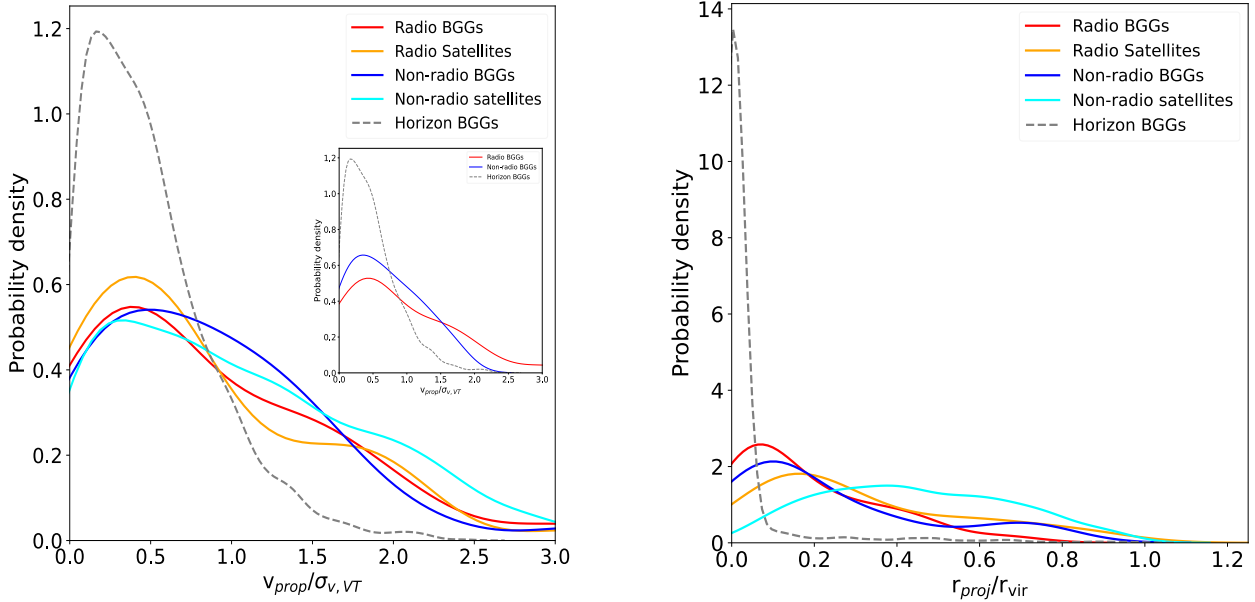 Probability density
1.2
1.0
0.8
0.6
0.4
0.2
0.0
0.0 0.5 1.0 1.5 2.0 2.5 3.0
v_prop/σ_v, VT
Radio BGGs
Radio Satellites
Non-radio BGGs
Non-radio satellites
Horizon BGGs
Probability density
1.2
1.0
0.8
0.6
0.4
0.2
0.0
0.0 0.5 1.0 1.5 2.0 2.5 3.0
v_prop/σ_v, VT
Radio BGGs
Non-radio BGGs
Horizon BGGs
Probability density
14
12
10
8
6
4
2
0
0.0 0.2 0.4 0.6 0.8 1.0 1.2
r_proj/r_vir
Radio BGGs
Radio Satellites
Non-radio BGGs
Non-radio satellites
Horizon BGGs